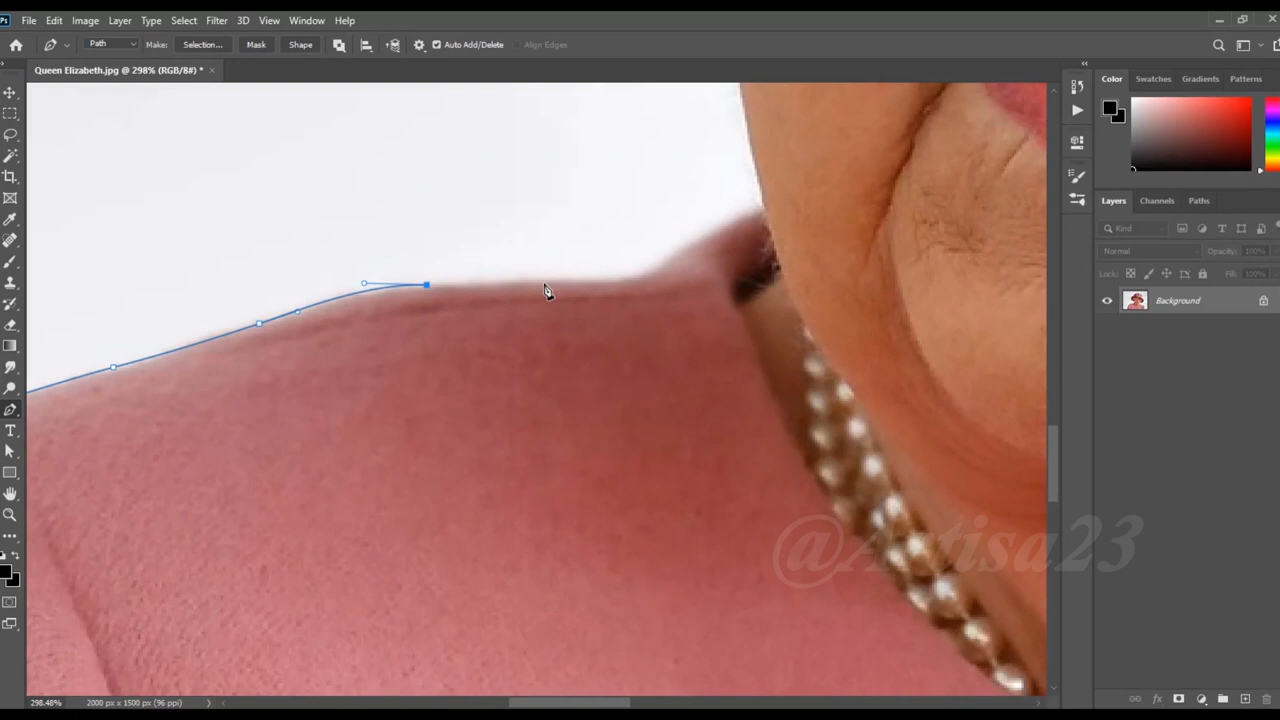 Ps File Edit Image Layer Type Select Filter 3D View Window Help
Path Make: Selection... Mask Shape Auto Add/Delete Align Edges
Queen Elizabeth.jpg @ 298% (RGB/8#) * ×
Color Swatches Gradients Patterns
Layers Channels Paths
Kind
Normal Opacity: 100%
Lock: Fill: 100%
Background
@Artisa23
298.48% 2000 px x 1500 px (96 ppi)